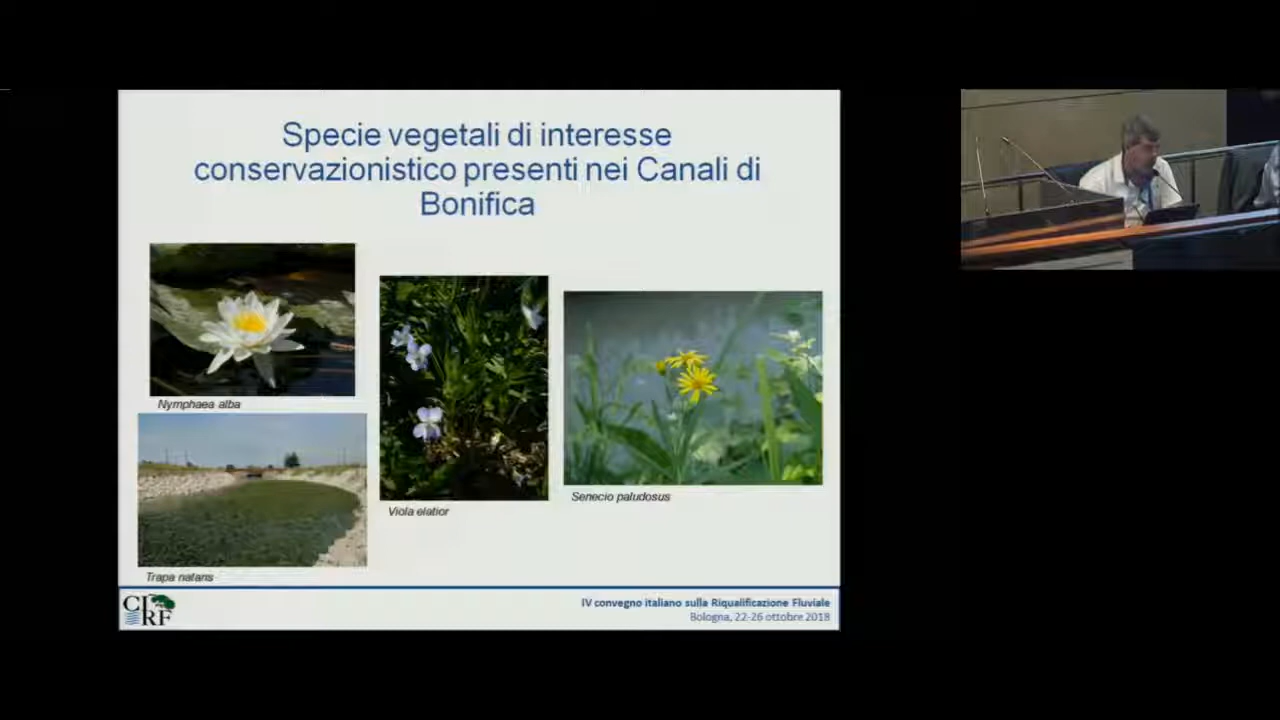 Specie vegetali di interesse
conservazionistico presenti nei Canali di
Bonifica
Nymphaea alba
Viola elatior
Senecio paludosus
Trapa natans
CIRF
IV convegno italiano sulla Riqualificazione Fluviale
Bologna, 22-26 ottobre 2018